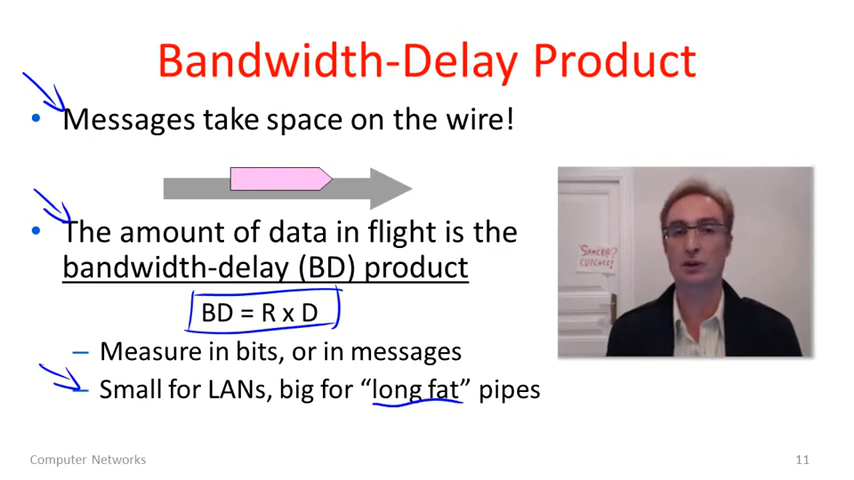 Bandwidth-Delay Product
• Messages take space on the wire!
• The amount of data in flight is the
bandwidth-delay (BD) product
BD = R x D
– Measure in bits, or in messages
– Small for LANs, big for “long fat” pipes
Computer Networks
11